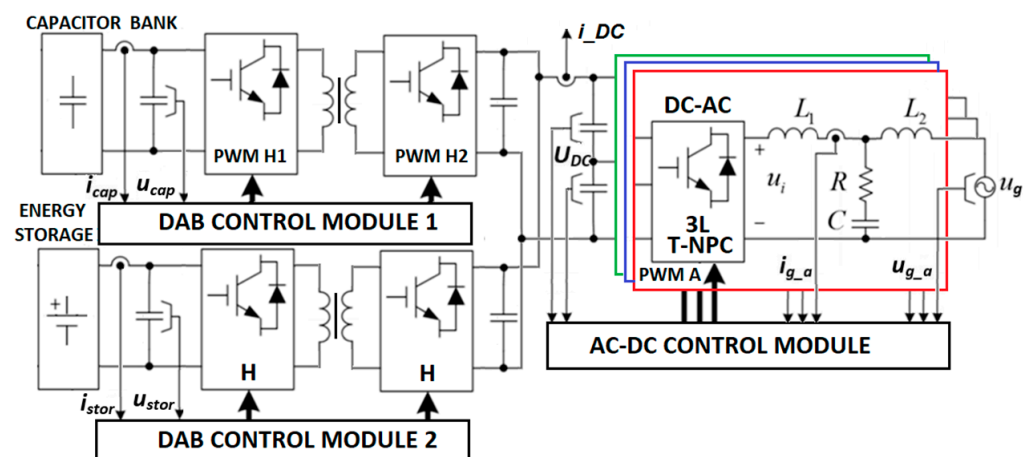 CAPACITOR BANK
PWM H1
PWM H2
i_cap
u_cap
DAB CONTROL MODULE 1
ENERGY
STORAGE
H
H
i_stor
u_stor
DAB CONTROL MODULE 2
i_DC
U_DC
DC-AC
3L
T-NPC
PWM A
L₁
L₂
+
u_i
−
R
C
u_g
i_g_a
u_g_a
AC-DC CONTROL MODULE